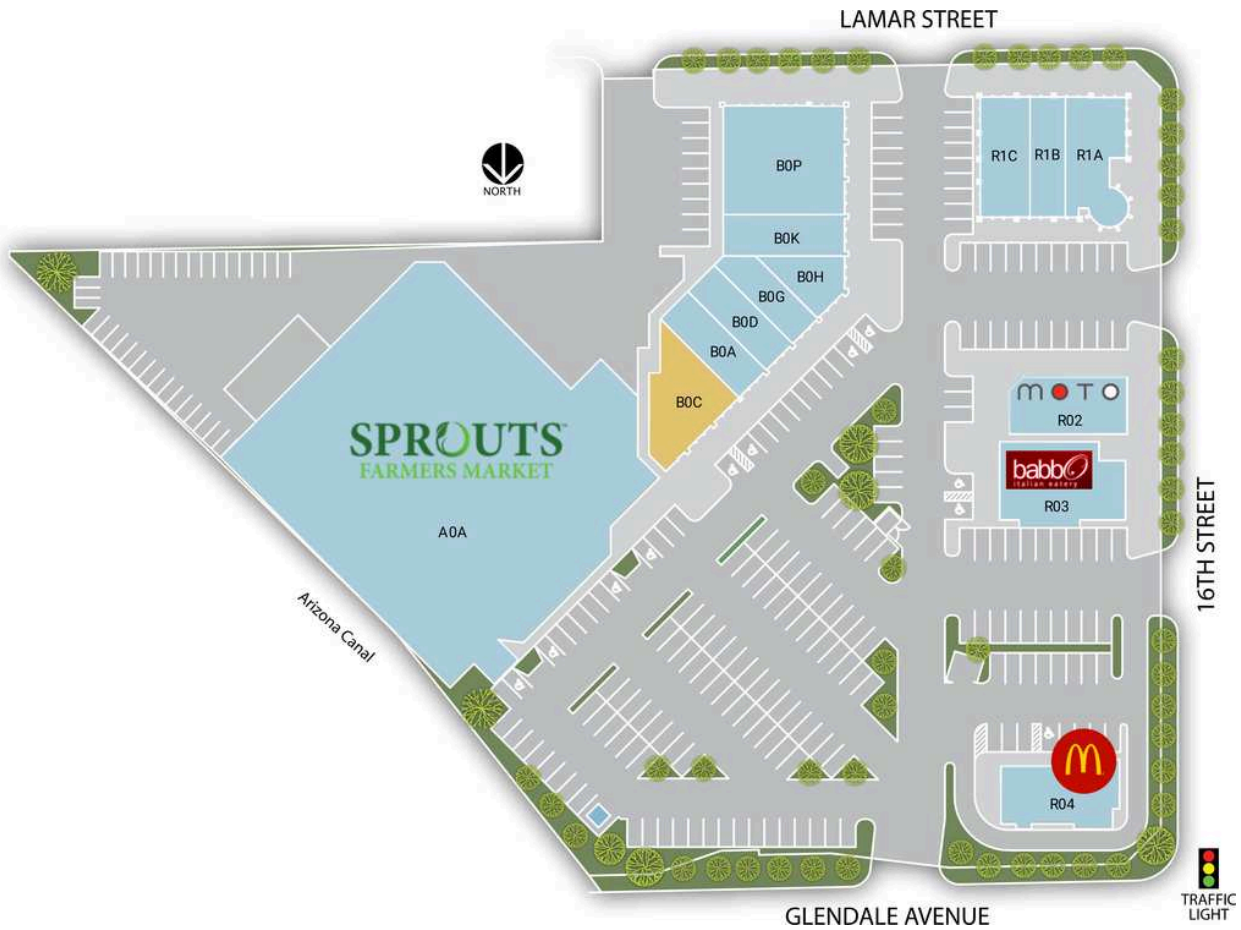 LAMAR STREET
NORTH
B0P
R1C
R1B
R1A
B0K
B0H
B0G
B0D
B0A
B0C
MOTO
R02
SPROUTS
FARMERS MARKET
babbo
italian eatery
R03
A0A
16TH STREET
Arizona Canal
M
R04
TRAFFIC
LIGHT
GLENDALE AVENUE